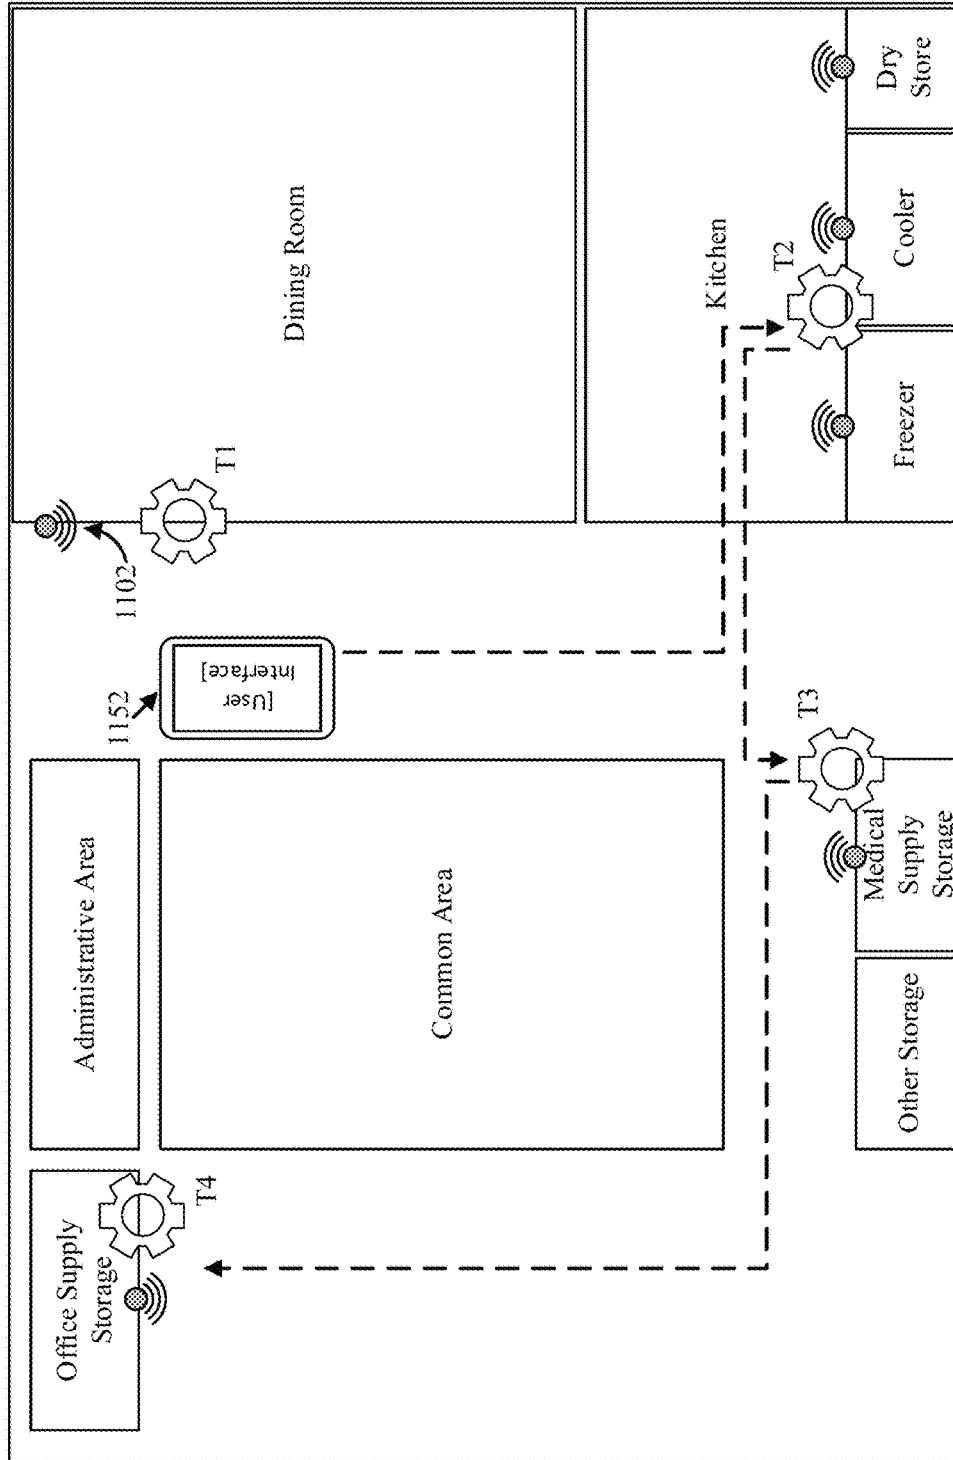 Office Supply
Storage
T4
Administrative Area
Common Area
Other Storage
Medical
Supply
Storage
T3
1152
[User
Interface]
1102
T1
Dining Room
Kitchen
T2
Freezer
Cooler
Dry
Store